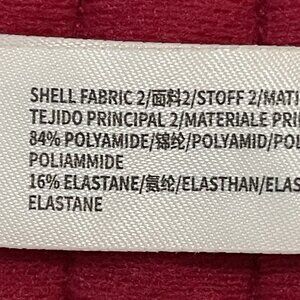 SHELL FABRIC 2/面料2/STOFF 2/MATI
TEJIDO PRINCIPAL 2/MATERIALE PRI
84% POLYAMIDE/锦纶/POLYAMID/POL
POLIAMMIDE
16% ELASTANE/氨纶/ELASTHAN/ELAS
ELASTANE